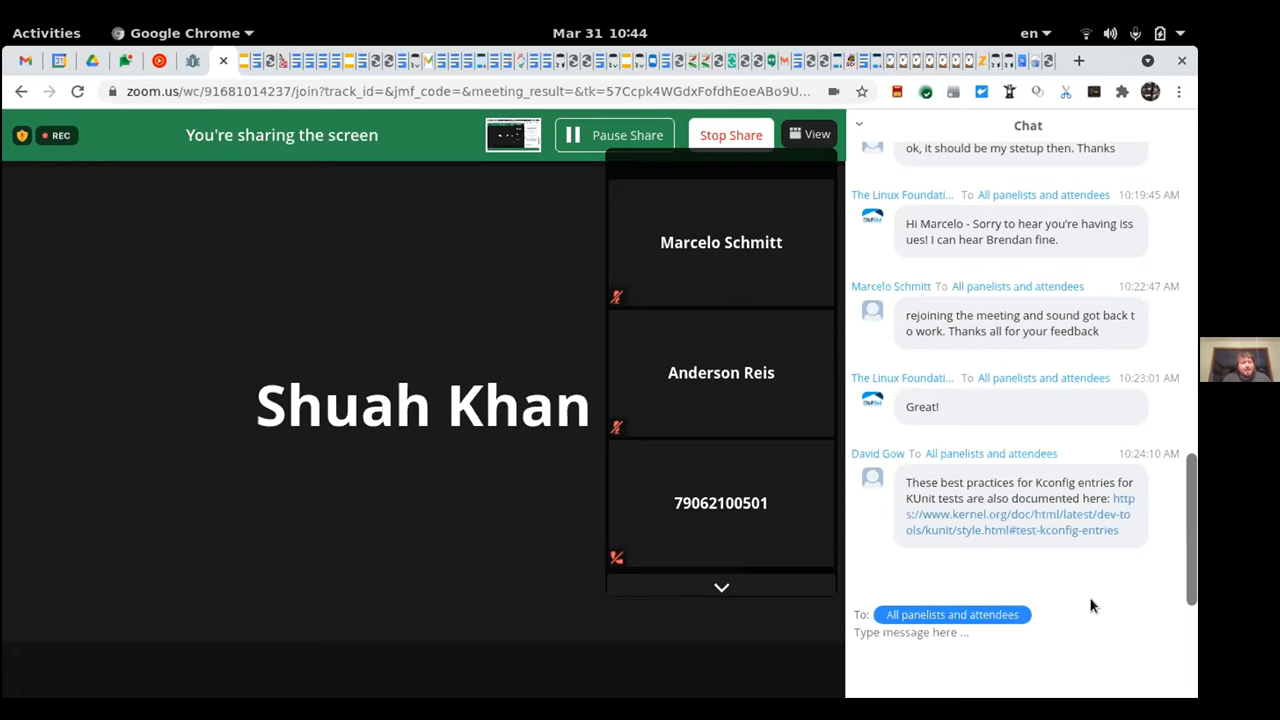 Activities
Google Chrome
Mar 31 10:44
en
zoom.us/wc/91681014237/join?track_id=&jmf_code=&meeting_result=&tk=57Ccpk4WGdxFofdhEoeABo9U...
REC
You're sharing the screen
Pause Share
Stop Share
View
Shuah Khan
Marcelo Schmitt
Anderson Reis
79062100501
Chat
ok, it should be my stetup then. Thanks
The Linux Foundati... To All panelists and attendees 10:19:45 AM
Hi Marcelo - Sorry to hear you're having iss
ues! I can hear Brendan fine.
Marcelo Schmitt To All panelists and attendees 10:22:47 AM
rejoining the meeting and sound got back t
o work. Thanks all for your feedback
The Linux Foundati... To All panelists and attendees 10:23:01 AM
Great!
David Gow To All panelists and attendees 10:24:10 AM
These best practices for Kconfig entries for
KUnit tests are also documented here: http
s://www.kernel.org/doc/html/latest/dev-to
ols/kunit/style.html#test-kconfig-entries
To: All panelists and attendees
Type message here ...